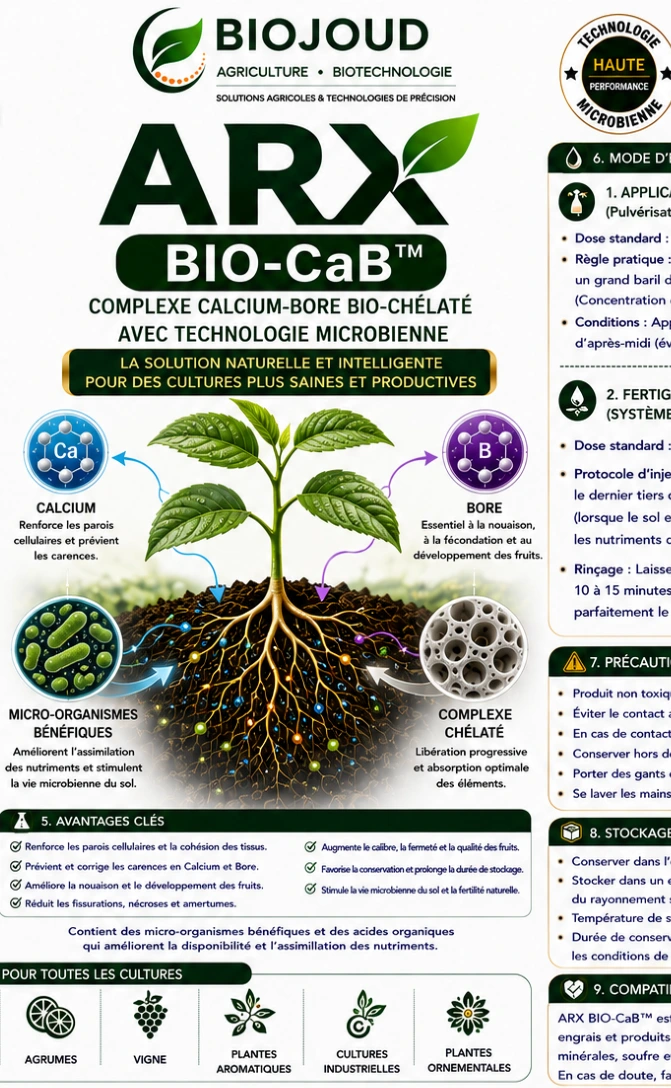 BIOJOUD
AGRICULTURE • BIOTECHNOLOGIE
SOLUTIONS AGRICOLES & TECHNOLOGIES DE PRÉCISION
ARX
BIO-CaB™
COMPLEXE CALCIUM-BORE BIO-CHÉLATÉ
AVEC TECHNOLOGIE MICROBIENNE
LA SOLUTION NATURELLE ET INTELLIGENTE
POUR DES CULTURES PLUS SAINES ET PRODUCTIVES
Ca
CALCIUM
Renforce les parois
cellulaires et prévient
les carences.
B
BORE
Essentiel à la nouaison,
à la fécondation et au
développement des fruits.
MICRO-ORGANISMES
BÉNÉFIQUES
Améliorent l'assimilation
des nutriments et stimulent
la vie microbienne du sol.
COMPLEXE
CHÉLATÉ
Libération progressive
et absorption optimale
des éléments.
5. AVANTAGES CLÉS
Renforce les parois cellulaires et la cohésion des tissus.
Prévient et corrige les carences en Calcium et Bore.
Améliore la nouaison et le développement des fruits.
Réduit les fissurations, nécroses et amertumes.
Augmente le calibre, la fermeté et la qualité des fruits.
Favorise la conservation et prolonge la durée de stockage.
Stimule la vie microbienne du sol et la fertilité naturelle.
Contient des micro-organismes bénéfiques et des acides organiques
qui améliorent la disponibilité et l'assimillation des nutriments.
POUR TOUTES LES CULTURES
AGRUMES
VIGNE
PLANTES
AROMATIQUES
C
CULTURES
INDUSTRIELLES
PLANTES
ORNEMENTALES
TECHNOLOGIE
HAUTE
PERFORMANCE
MICROBIENNE
6. MODE D'
1. APPLICA
(Pulvérisat
• Dose standard :
• Règle pratique :
un grand baril d
(Concentration
• Conditions : App
d'après-midi (év
2. FERTIG
(SYSTÈME
• Dose standard :
• Protocole d'inje
le dernier tiers
(lorsque le sol e
les nutriments
• Rinçage : Laisse
10 à 15 minutes
parfaitement le
7. PRÉCAUTI
• Produit non toxiq
• Éviter le contact a
• En cas de contact
• Conserver hors de
• Porter des gants
• Se laver les mains
8. STOCKAGE
• Conserver dans l'
• Stocker dans un e
du rayonnement s
• Température de s
• Durée de conserv
les conditions de
9. COMPATI
ARX BIO-CaB™ est
engrais et produits
minérales, soufre e
En cas de doute, fa